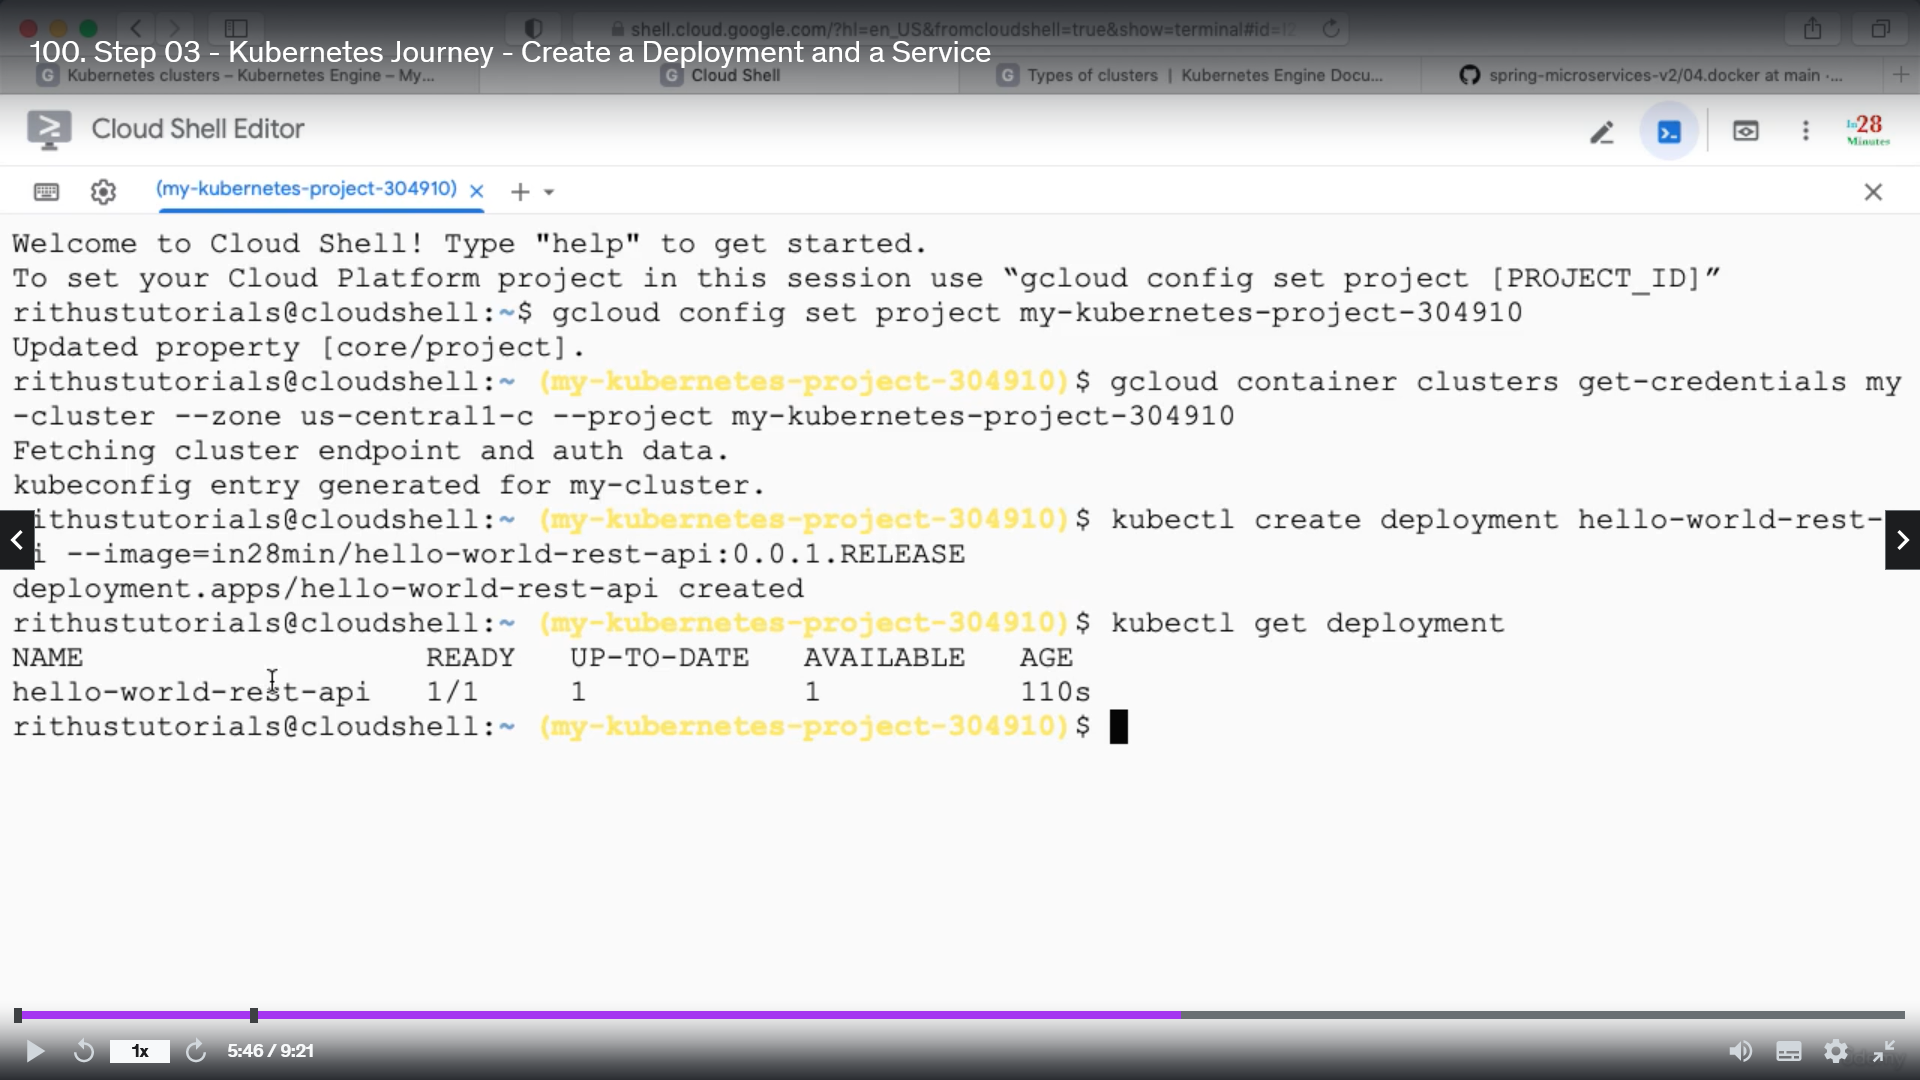 shell.cloud.google.com/?hl=en_US&fromcloudshell=true&show=terminal#id=
100. Step 03 - Kubernetes Journey - Create a Deployment and a Service
Kubernetes clusters – Kubernetes Engine – My...
Cloud Shell
Types of clusters | Kubernetes Engine Docu...
spring-microservices-v2/04.docker at main ·...
Cloud Shell Editor
In28
Minutes
(my-kubernetes-project-304910)
Welcome to Cloud Shell! Type "help" to get started.
To set your Cloud Platform project in this session use “gcloud config set project [PROJECT_ID]”
rithustutorials@cloudshell:~$ gcloud config set project my-kubernetes-project-304910
Updated property [core/project].
rithustutorials@cloudshell:~ (my-kubernetes-project-304910)$ gcloud container clusters get-credentials my
-cluster --zone us-central1-c --project my-kubernetes-project-304910
Fetching cluster endpoint and auth data.
kubeconfig entry generated for my-cluster.
ithustutorials@cloudshell:~ (my-kubernetes-project-304910)$ kubectl create deployment hello-world-rest-
i --image=in28min/hello-world-rest-api:0.0.1.RELEASE
deployment.apps/hello-world-rest-api created
rithustutorials@cloudshell:~ (my-kubernetes-project-304910)$ kubectl get deployment
NAME READY UP-TO-DATE AVAILABLE AGE
hello-world-rest-api 1/1 1 1 110s
rithustutorials@cloudshell:~ (my-kubernetes-project-304910)$
1x
5:46 / 9:21